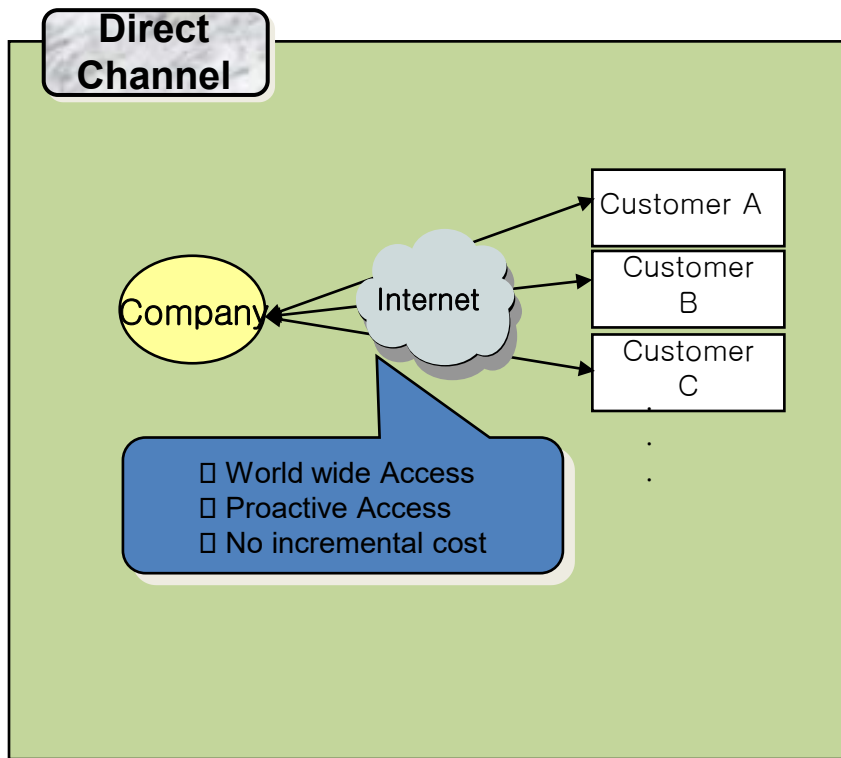 Direct
Channel
Customer A
Customer
B
Company
Internet
Customer
C
.
.
.
▯ World wide Access
▯ Proactive Access
▯ No incremental cost